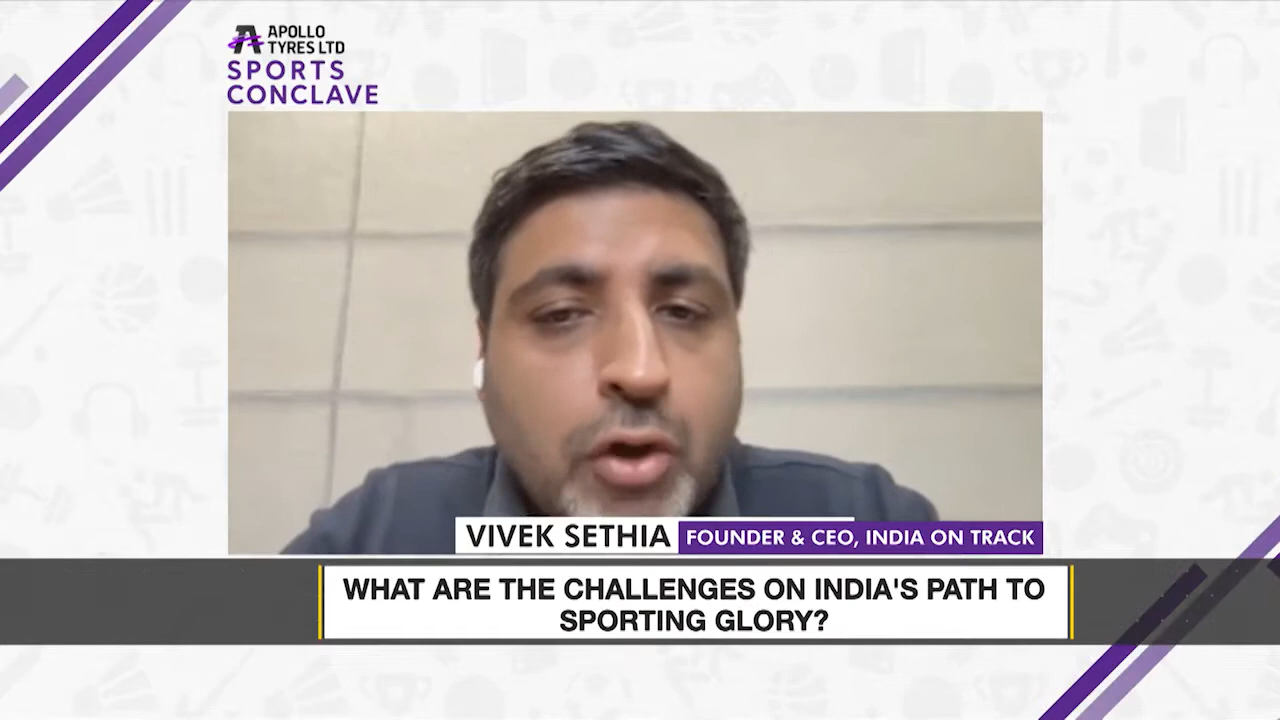 APOLLO
TYRES LTD
SPORTS
CONCLAVE
VIVEK SETHIA
FOUNDER & CEO, INDIA ON TRACK
WHAT ARE THE CHALLENGES ON INDIA'S PATH TO
SPORTING GLORY?